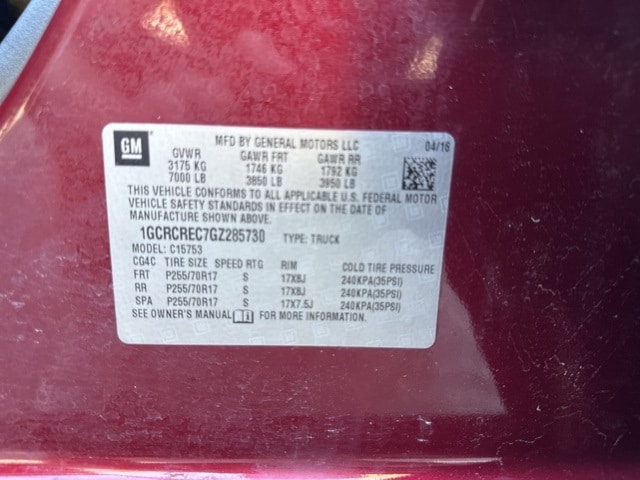 GM
MFD BY GENERAL MOTORS LLC 04/16
GVWR GAWR FRT GAWR RR
3175 KG 1746 KG 1792 KG
7000 LB 3850 LB 3950 LB
THIS VEHICLE CONFORMS TO ALL APPLICABLE U.S. FEDERAL MOTOR
VEHICLE SAFETY STANDARDS IN EFFECT ON THE DATE OF
MANUFACTURE SHOWN ABOVE.
1GCRCREC7GZ285730 TYPE: TRUCK
MODEL: C15753
CG4C TIRE SIZE SPEED RTG RIM COLD TIRE PRESSURE
FRT P255/70R17 S 17X8J 240KPA(35PSI)
RR P255/70R17 S 17X8J 240KPA(35PSI)
SPA P255/70R17 S 17X7.5J 240KPA(35PSI)
SEE OWNER'S MANUAL FOR MORE INFORMATION.